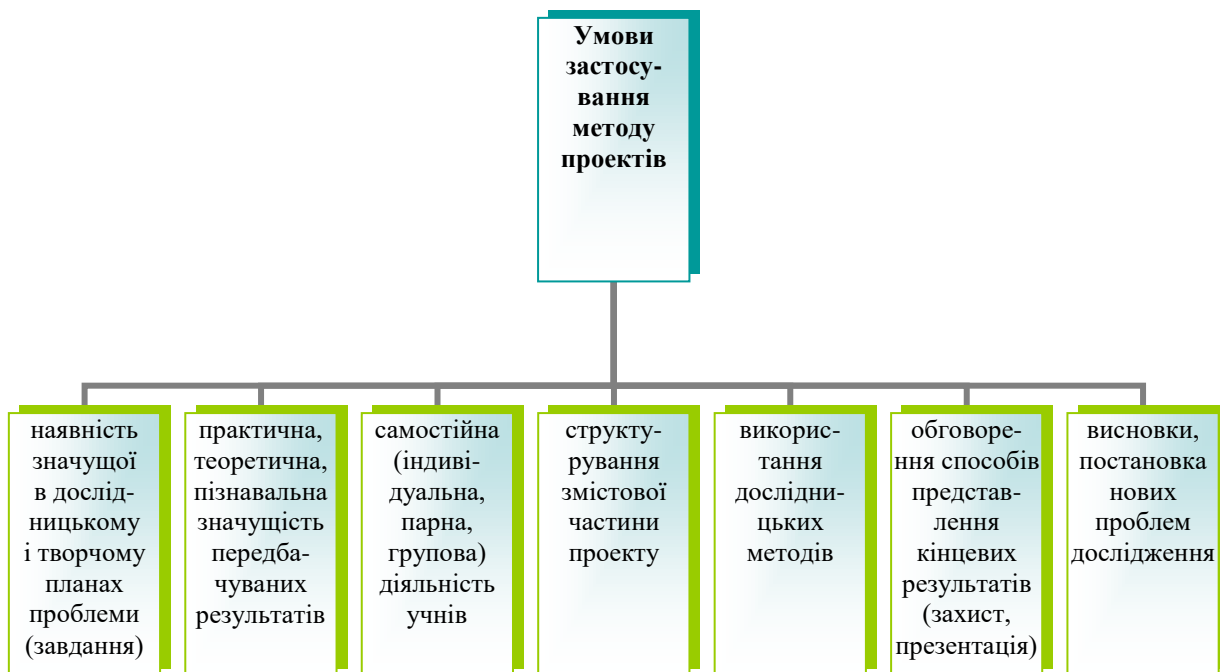 Умови
застосу-
вання
методу
проектів
наявність
значущої
в дослід-
ницькому
і творчому
планах
проблеми
(завдання)
практична,
теоретична,
пізнавальна
значущість
передба-
чуваних
результатів
самостійна
(індиві-
дуальна,
парна,
групова)
діяльність
учнів
структу-
рування
змістової
частини
проекту
викорис-
тання
дослідни-
цьких
методів
обговоре-
ння способів
представ-
лення
кінцевих
результатів
(захист,
презентація)
висновки,
постановка
нових
проблем
дослідження